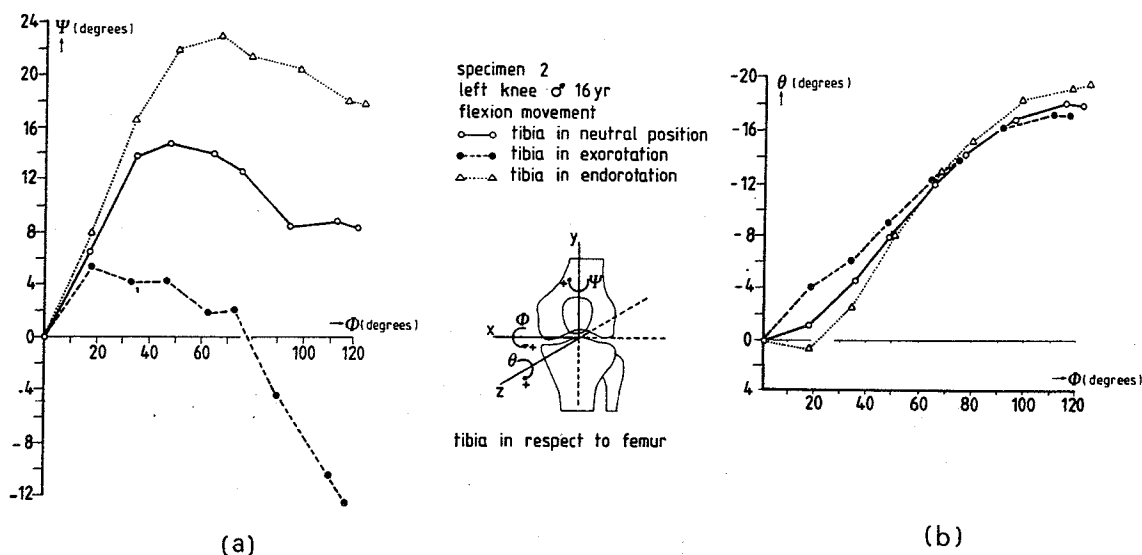 Ψ (degrees)
24
20
16
12
8
4
0
-4
-8
-12
20 40 60 80 100 120
→Φ (degrees)
(a)
specimen 2
left knee ♂ 16 yr
flexion movement
tibia in neutral position
tibia in exorotation
tibia in endorotation
y
+ Ψ
Φ
x
-+
θ
+
z
tibia in respect to femur
θ (degrees)
-20
-16
-12
-8
-4
0
4
→Φ (degrees)
20 40 60 80 100 120
(b)